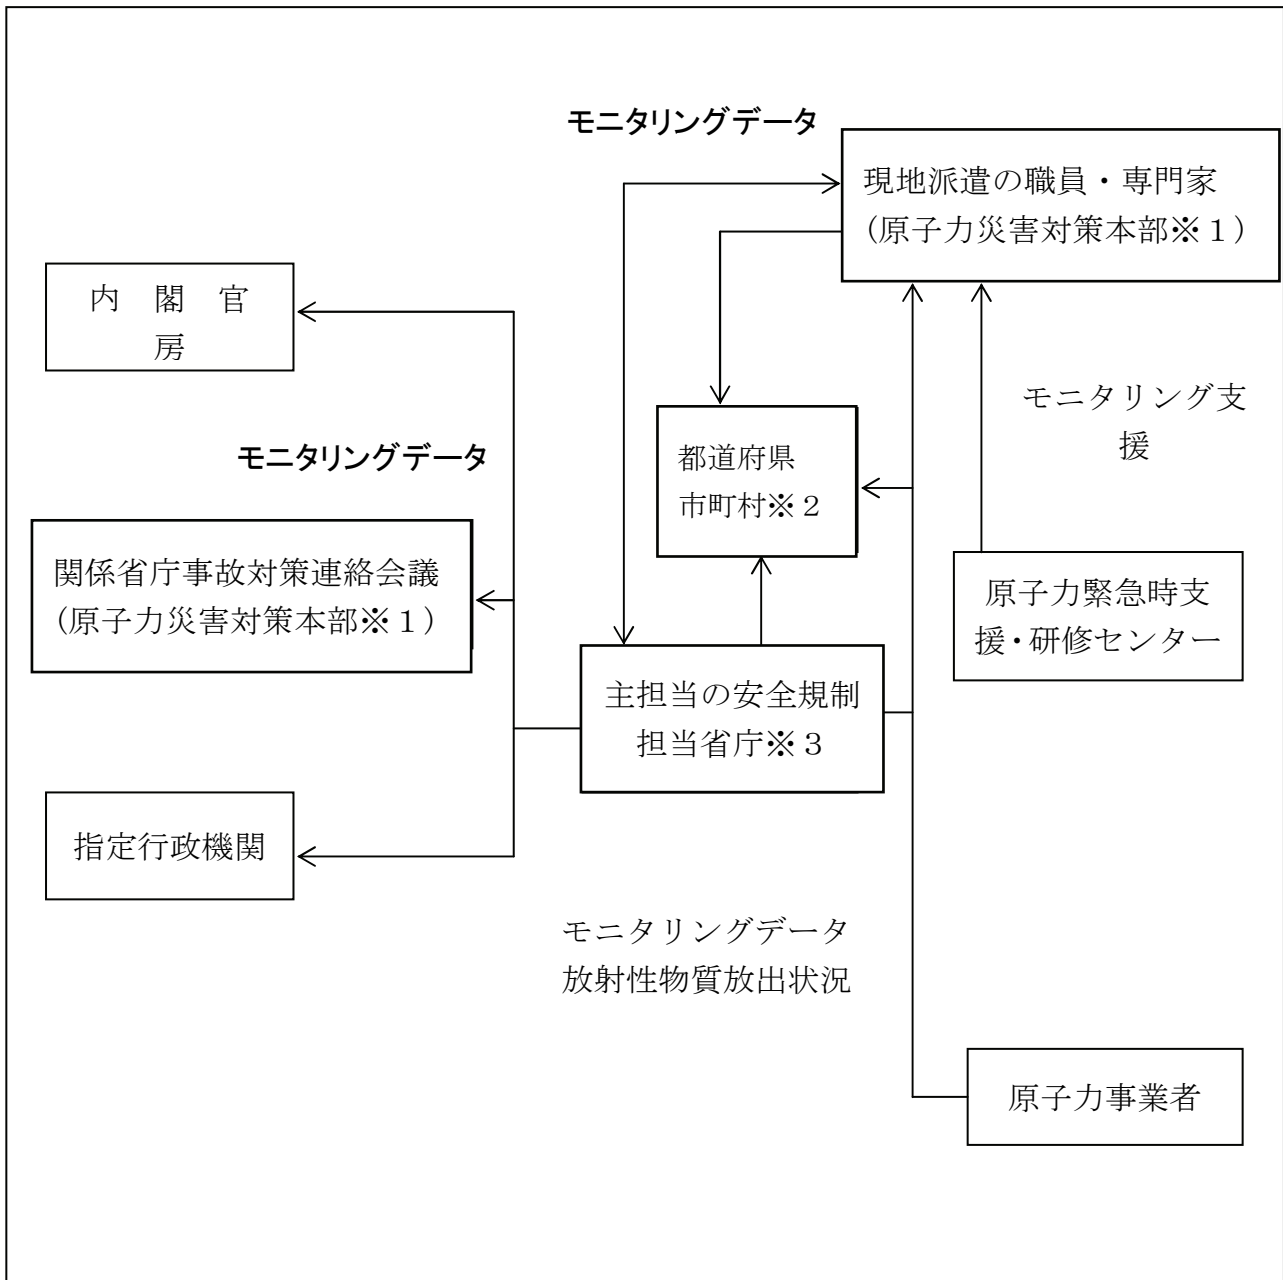 モニタリングデータ
現地派遣の職員・専門家
(原子力災害対策本部※1)
内　閣　官
房
モニタリング支
援
都道府県
市町村※2
モニタリングデータ
関係省庁事故対策連絡会議
(原子力災害対策本部※1)
原子力緊急時支
援・研修センター
主担当の安全規制
担当省庁※3
指定行政機関
モニタリングデータ
放射性物質放出状況
原子力事業者